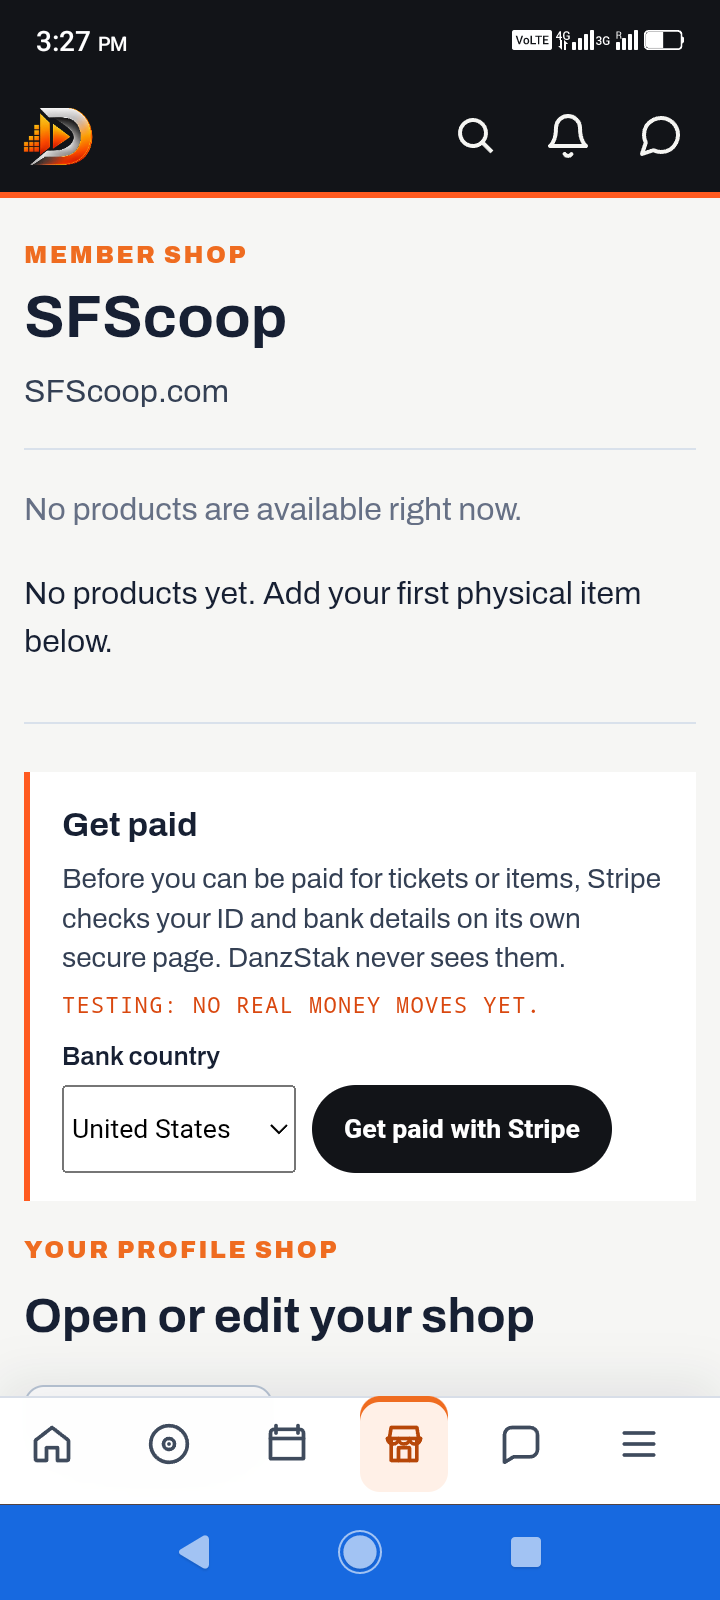 3:27 PM
VoLTE 4G 3G R
MEMBER SHOP
SFScoop
SFScoop.com
No products are available right now.
No products yet. Add your first physical item
below.
Get paid
Before you can be paid for tickets or items, Stripe
checks your ID and bank details on its own
secure page. DanzStak never sees them.
TESTING: NO REAL MONEY MOVES YET.
Bank country
United States
Get paid with Stripe
YOUR PROFILE SHOP
Open or edit your shop